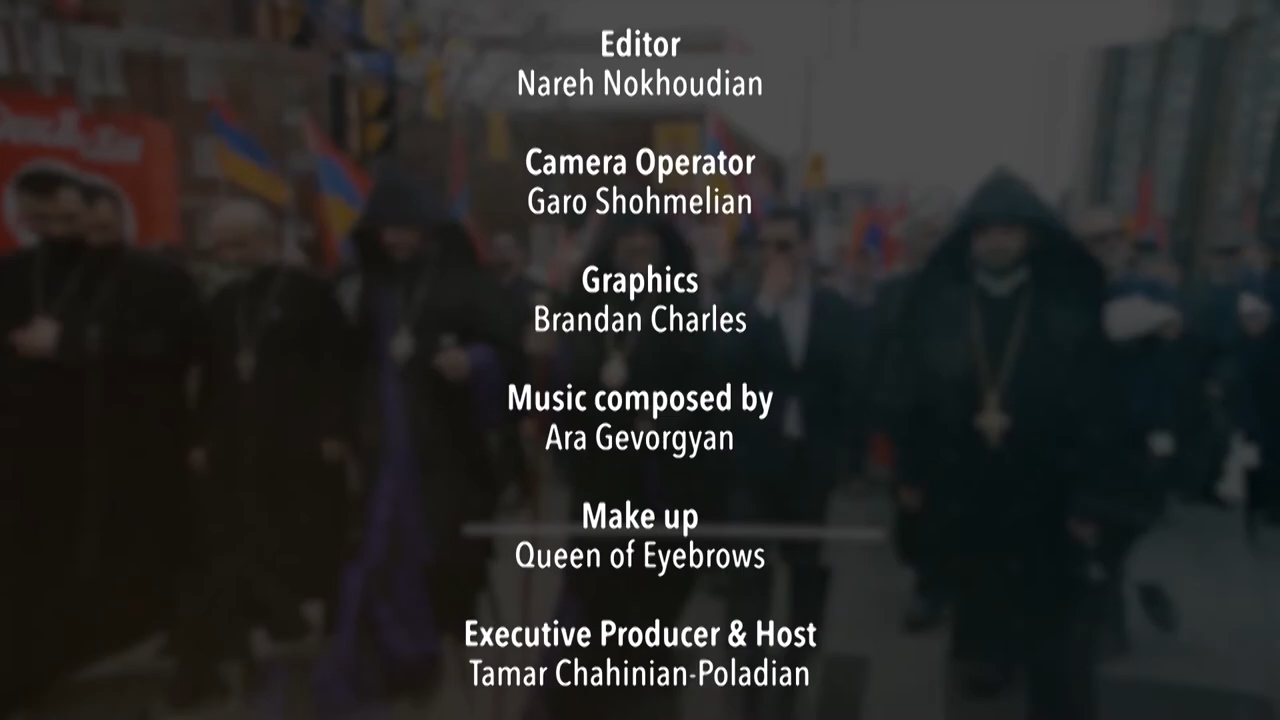 Editor
Nareh Nokhoudian
Camera Operator
Garo Shohmelian
Graphics
Brandan Charles
Music composed by
Ara Gevorgyan
Make up
Queen of Eyebrows
Executive Producer & Host
Tamar Chahinian-Poladian